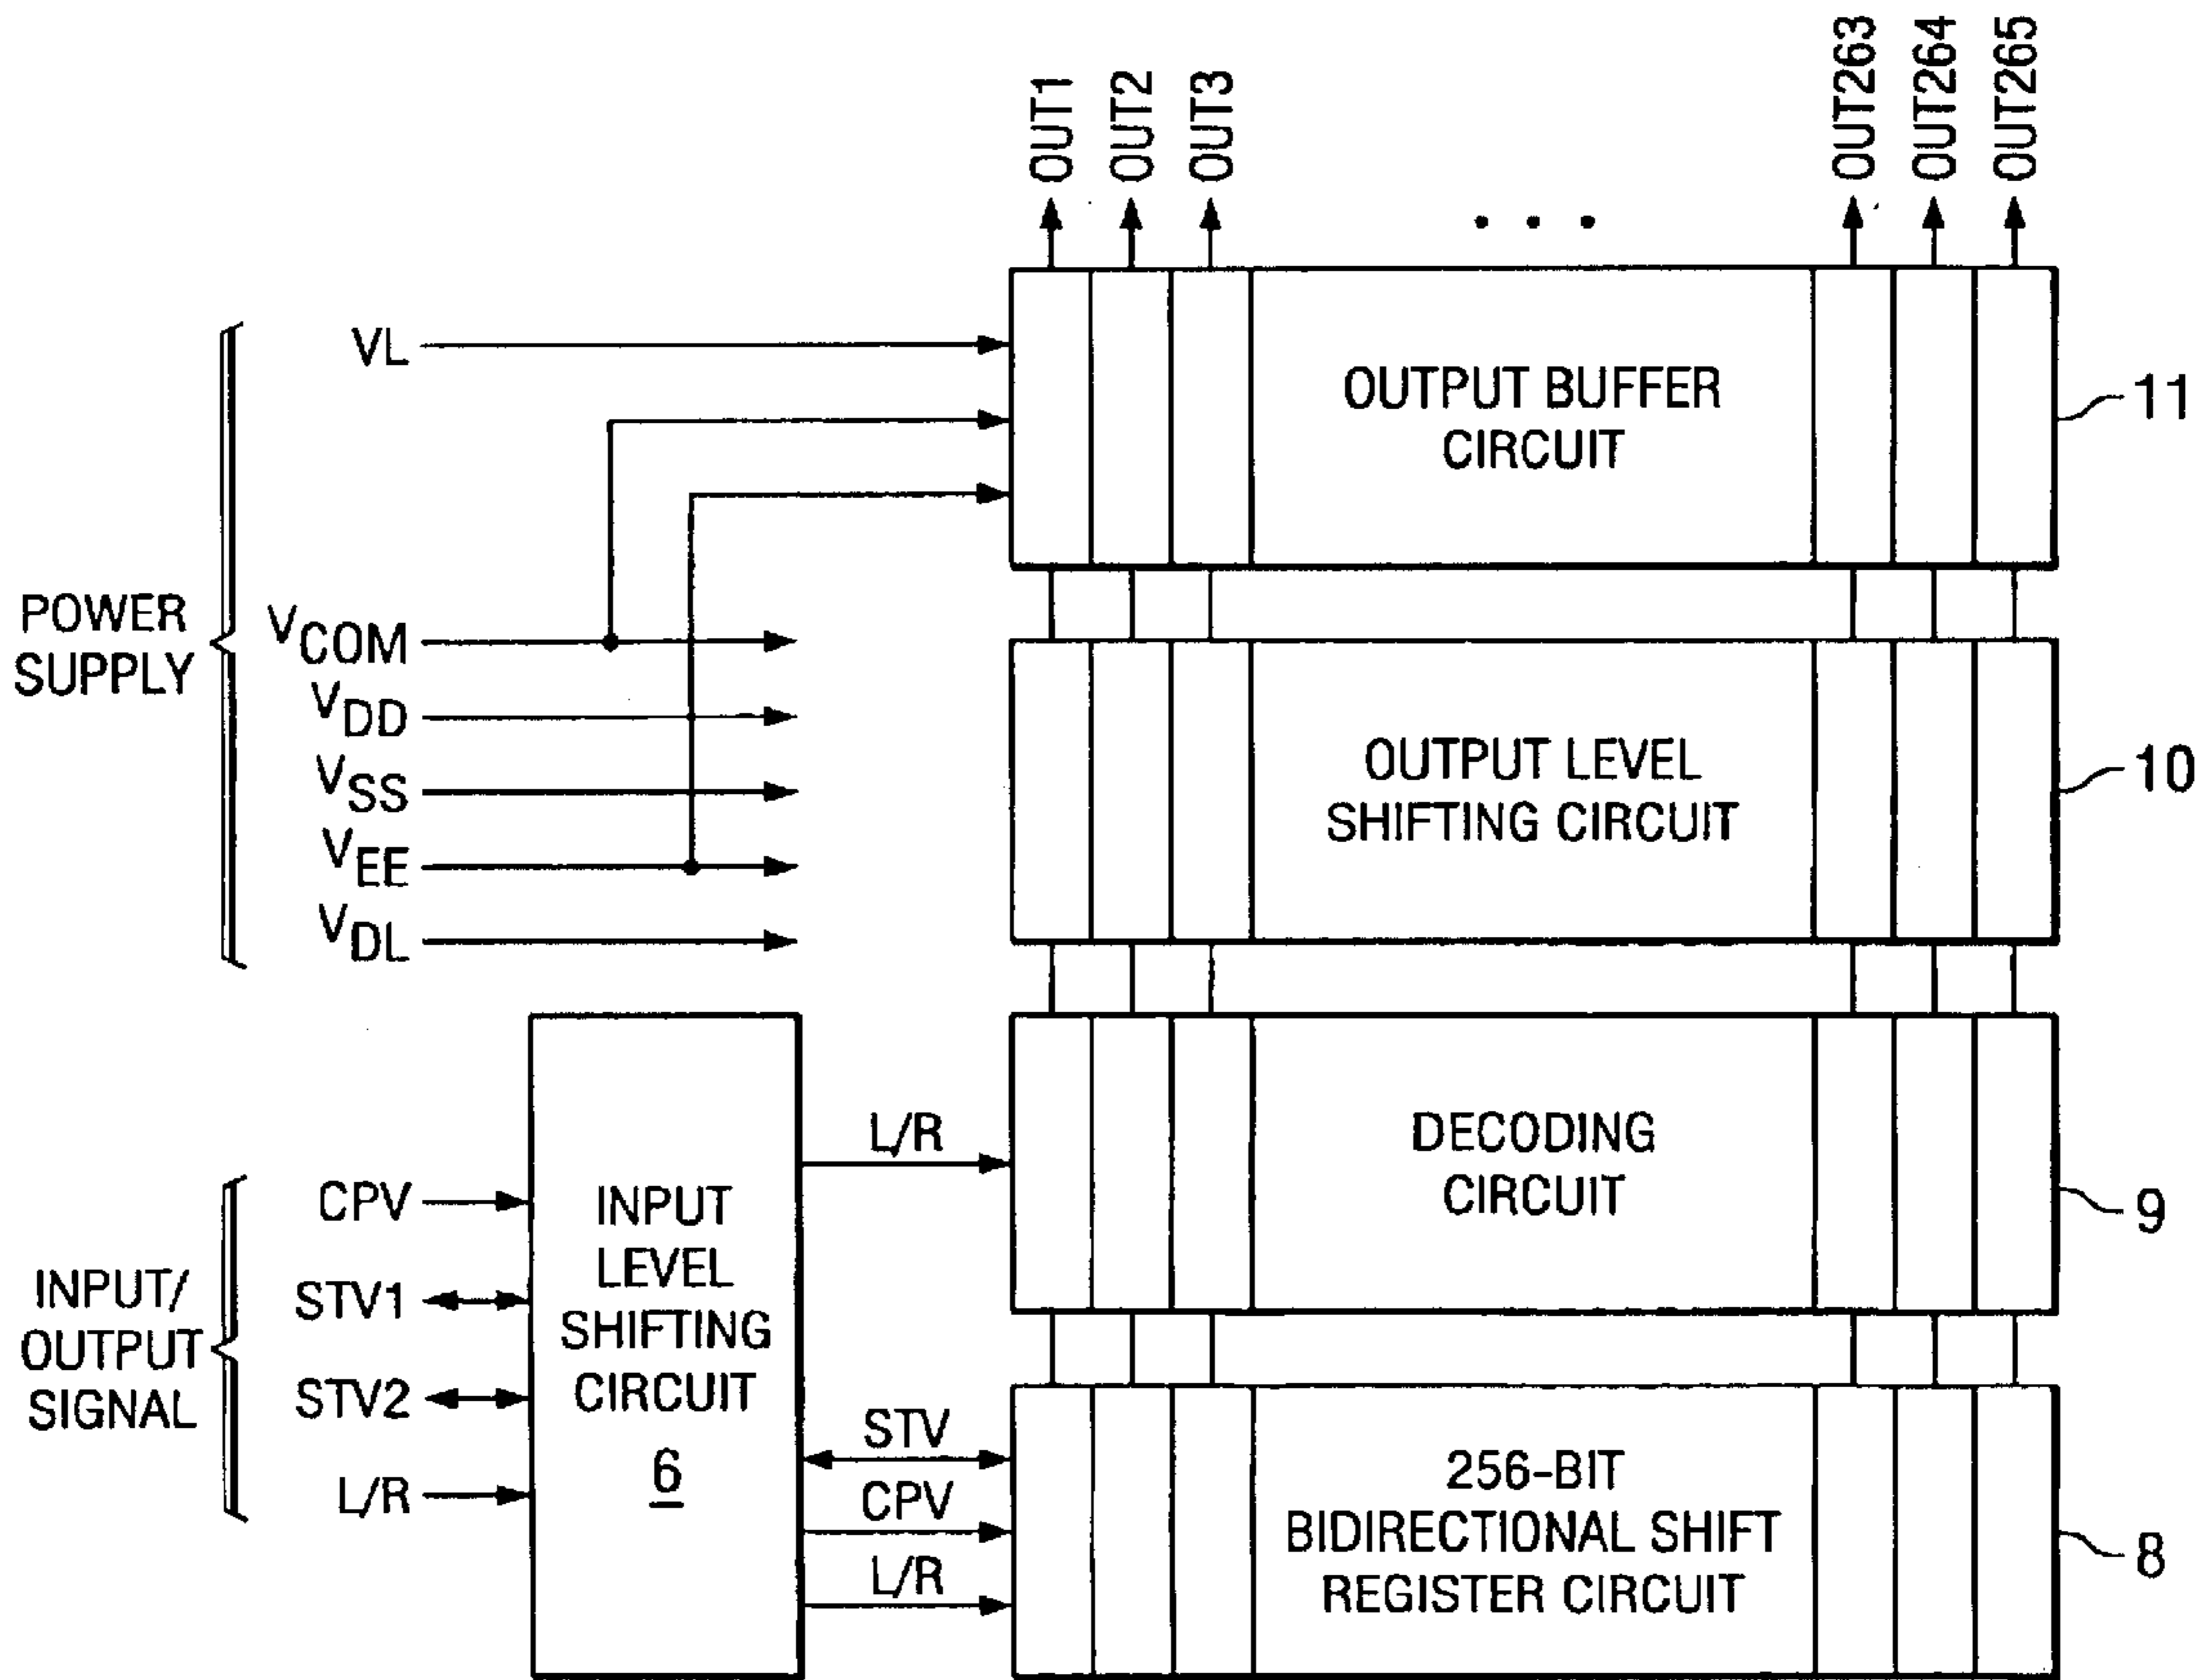 OUT1
OUT2
OUT3
OUT263
OUT264
OUT265
. . .
VL
OUTPUT BUFFER
CIRCUIT
11
POWER
SUPPLY
VCOM
VDD
VSS
VEE
VDL
OUTPUT LEVEL
SHIFTING CIRCUIT
10
L/R
DECODING
CIRCUIT
9
INPUT/
OUTPUT
SIGNAL
CPV
STV1
STV2
L/R
INPUT
LEVEL
SHIFTING
CIRCUIT
6
STV
CPV
L/R
256-BIT
BIDIRECTIONAL SHIFT
REGISTER CIRCUIT
8